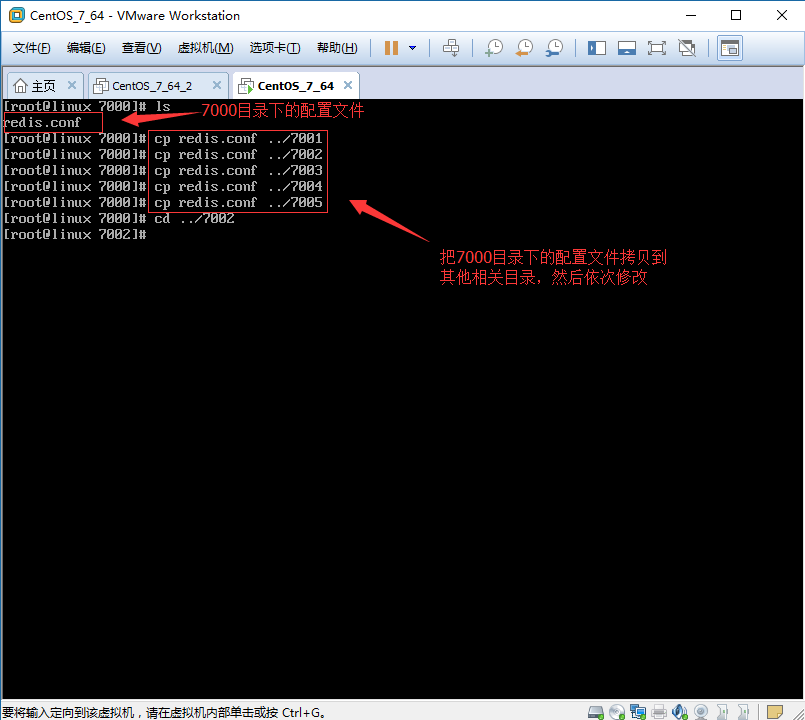 CentOS_7_64 - VMware Workstation
文件(F) 编辑(E) 查看(V) 虚拟机(M) 选项卡(T) 帮助(H)
主页 CentOS_7_64_2 CentOS_7_64
[root@linux 7000]# ls
7000目录下的配置文件
redis.conf
[root@linux 7000]# cp redis.conf ../7001
[root@linux 7000]# cp redis.conf ../7002
[root@linux 7000]# cp redis.conf ../7003
[root@linux 7000]# cp redis.conf ../7004
[root@linux 7000]# cp redis.conf ../7005
[root@linux 7000]# cd ../7002
[root@linux 7002]#
把7000目录下的配置文件拷贝到
其他相关目录，然后依次修改
要将输入定向到该虚拟机，请在虚拟机内部单击或按 Ctrl+G。